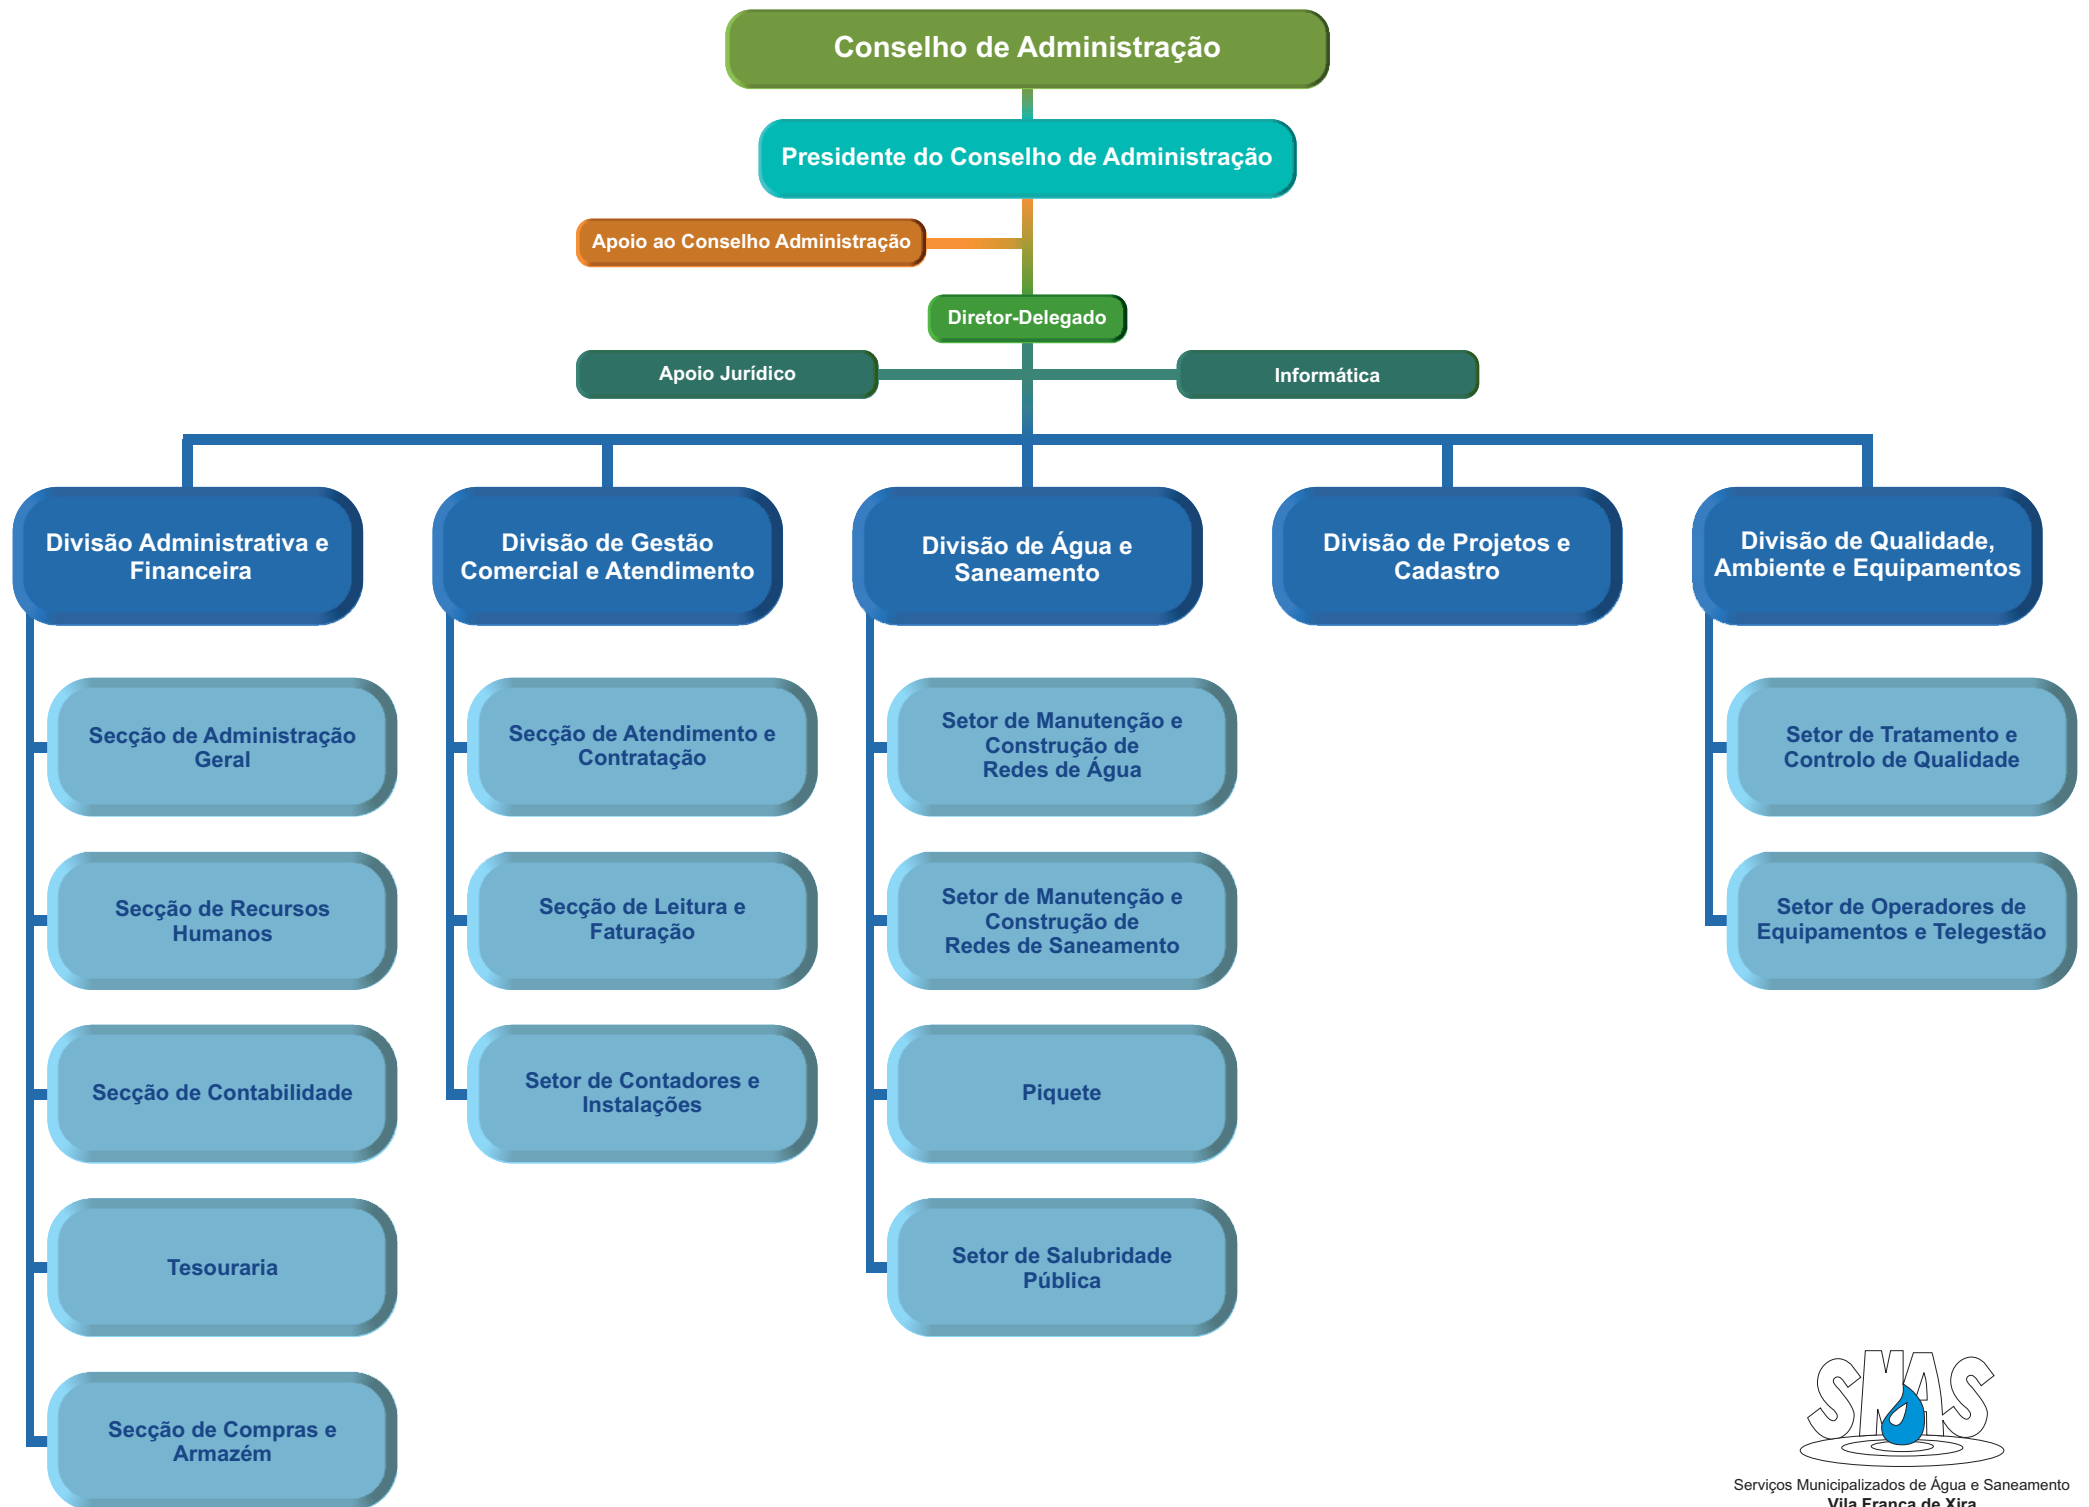 Conselho de Administração
Presidente do Conselho de Administração
Apoio ao Conselho Administração
Diretor-Delegado
Apoio Jurídico
Informática
Divisão Administrativa e
Financeira
Divisão de Gestão
Comercial e Atendimento
Divisão de Água e
Saneamento
Divisão de Projetos e
Cadastro
Divisão de Qualidade,
Ambiente e Equipamentos
Secção de Administração
Geral
Secção de Recursos
Humanos
Secção de Contabilidade
Tesouraria
Secção de Compras e
Armazém
Secção de Atendimento e
Contratação
Secção de Leitura e
Faturação
Setor de Contadores e
Instalações
Setor de Manutenção e
Construção de
Redes de Água
Setor de Manutenção e
Construção de
Redes de Saneamento
Piquete
Setor de Salubridade
Pública
Setor de Tratamento e
Controlo de Qualidade
Setor de Operadores de
Equipamentos e Telegestão
SMAS
Serviços Municipalizados de Água e Saneamento
Vila Franca de Xira